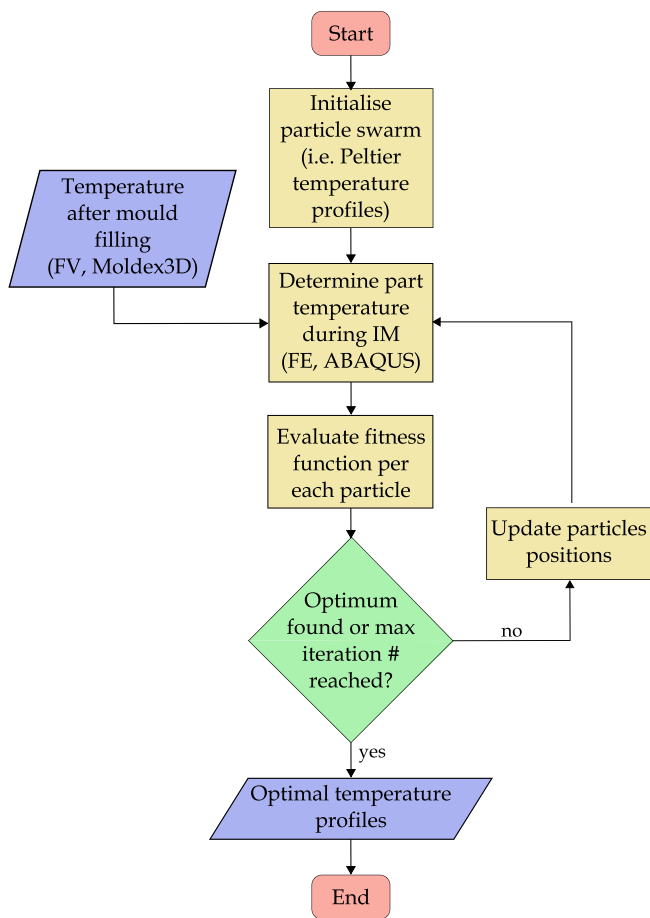 Start
Initialise
particle swarm
(i.e. Peltier
temperature
profiles)
Temperature
after mould
filling
(FV, Moldex3D)
Determine part
temperature
during IM
(FE, ABAQUS)
Evaluate fitness
function per
each particle
Update particles
positions
Optimum
found or max
iteration #
reached?
no
yes
Optimal temperature
profiles
End